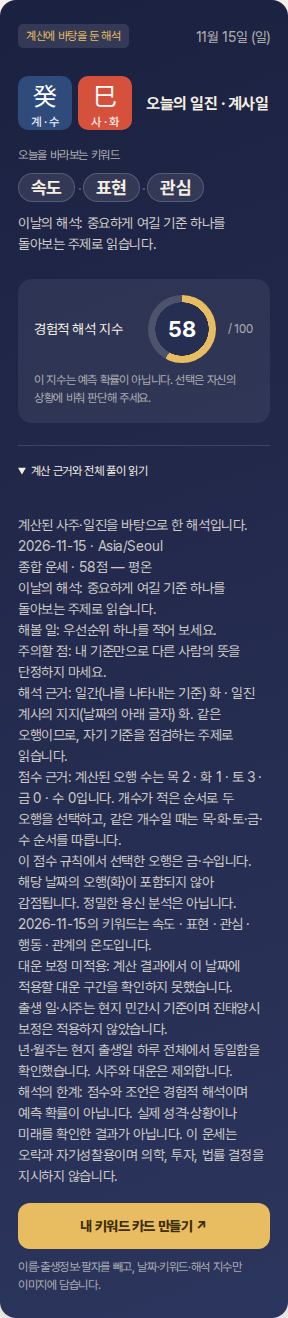 계산에 바탕을 둔 해석
11월 15일 (일)
癸
계·수
巳
사·화
오늘의 일진 · 계사일
오늘을 바라보는 키워드
속도 · 표현 · 관심
이날의 해석: 중요하게 여길 기준 하나를
돌아보는 주제로 읽습니다.
경험적 해석 지수
58
/ 100
이 지수는 예측 확률이 아닙니다. 선택은 자신의
상황에 비춰 판단해 주세요.
▼ 계산 근거와 전체 풀이 읽기
계산된 사주·일진을 바탕으로 한 해석입니다.
2026-11-15 · Asia/Seoul
종합 운세 · 58점 — 평온
이날의 해석: 중요하게 여길 기준 하나를
돌아보는 주제로 읽습니다.
해볼 일: 우선순위 하나를 적어 보세요.
주의할 점: 내 기준만으로 다른 사람의 뜻을
단정하지 마세요.
해석 근거: 일간(나를 나타내는 기준) 화 · 일진
계사의 지지(날짜의 아래 글자) 화. 같은
오행이므로, 자기 기준을 점검하는 주제로
읽습니다.
점수 근거: 계산된 오행 수는 목 2 · 화 1 · 토 3 ·
금 0 · 수 0입니다. 개수가 적은 순서로 두
오행을 선택하고, 같은 개수일 때는 목·화·토·금·
수 순서를 따릅니다.
이 점수 규칙에서 선택한 오행은 금·수입니다.
해당 날짜의 오행(화)이 포함되지 않아
감점됩니다. 정밀한 용신 분석은 아닙니다.
2026-11-15의 키워드는 속도 · 표현 · 관심 ·
행동 · 관계의 온도입니다.
대운 보정 미적용: 계산 결과에서 이 날짜에
적용할 대운 구간을 확인하지 못했습니다.
출생 일·시주는 현지 민간시 기준이며 진태양시
보정은 적용하지 않았습니다.
년·월주는 현지 출생일 하루 전체에서 동일함을
확인했습니다. 시주와 대운은 제외합니다.
해석의 한계: 점수와 조언은 경험적 해석이며
예측 확률이 아닙니다. 실제 성격·상황이나
미래를 확인한 결과가 아닙니다. 이 운세는
오락과 자기성찰용이며 의학, 투자, 법률 결정을
지시하지 않습니다.
내 키워드 카드 만들기 ↗
이름·출생정보·팔자를 빼고, 날짜·키워드·해석 지수만
이미지에 담습니다.